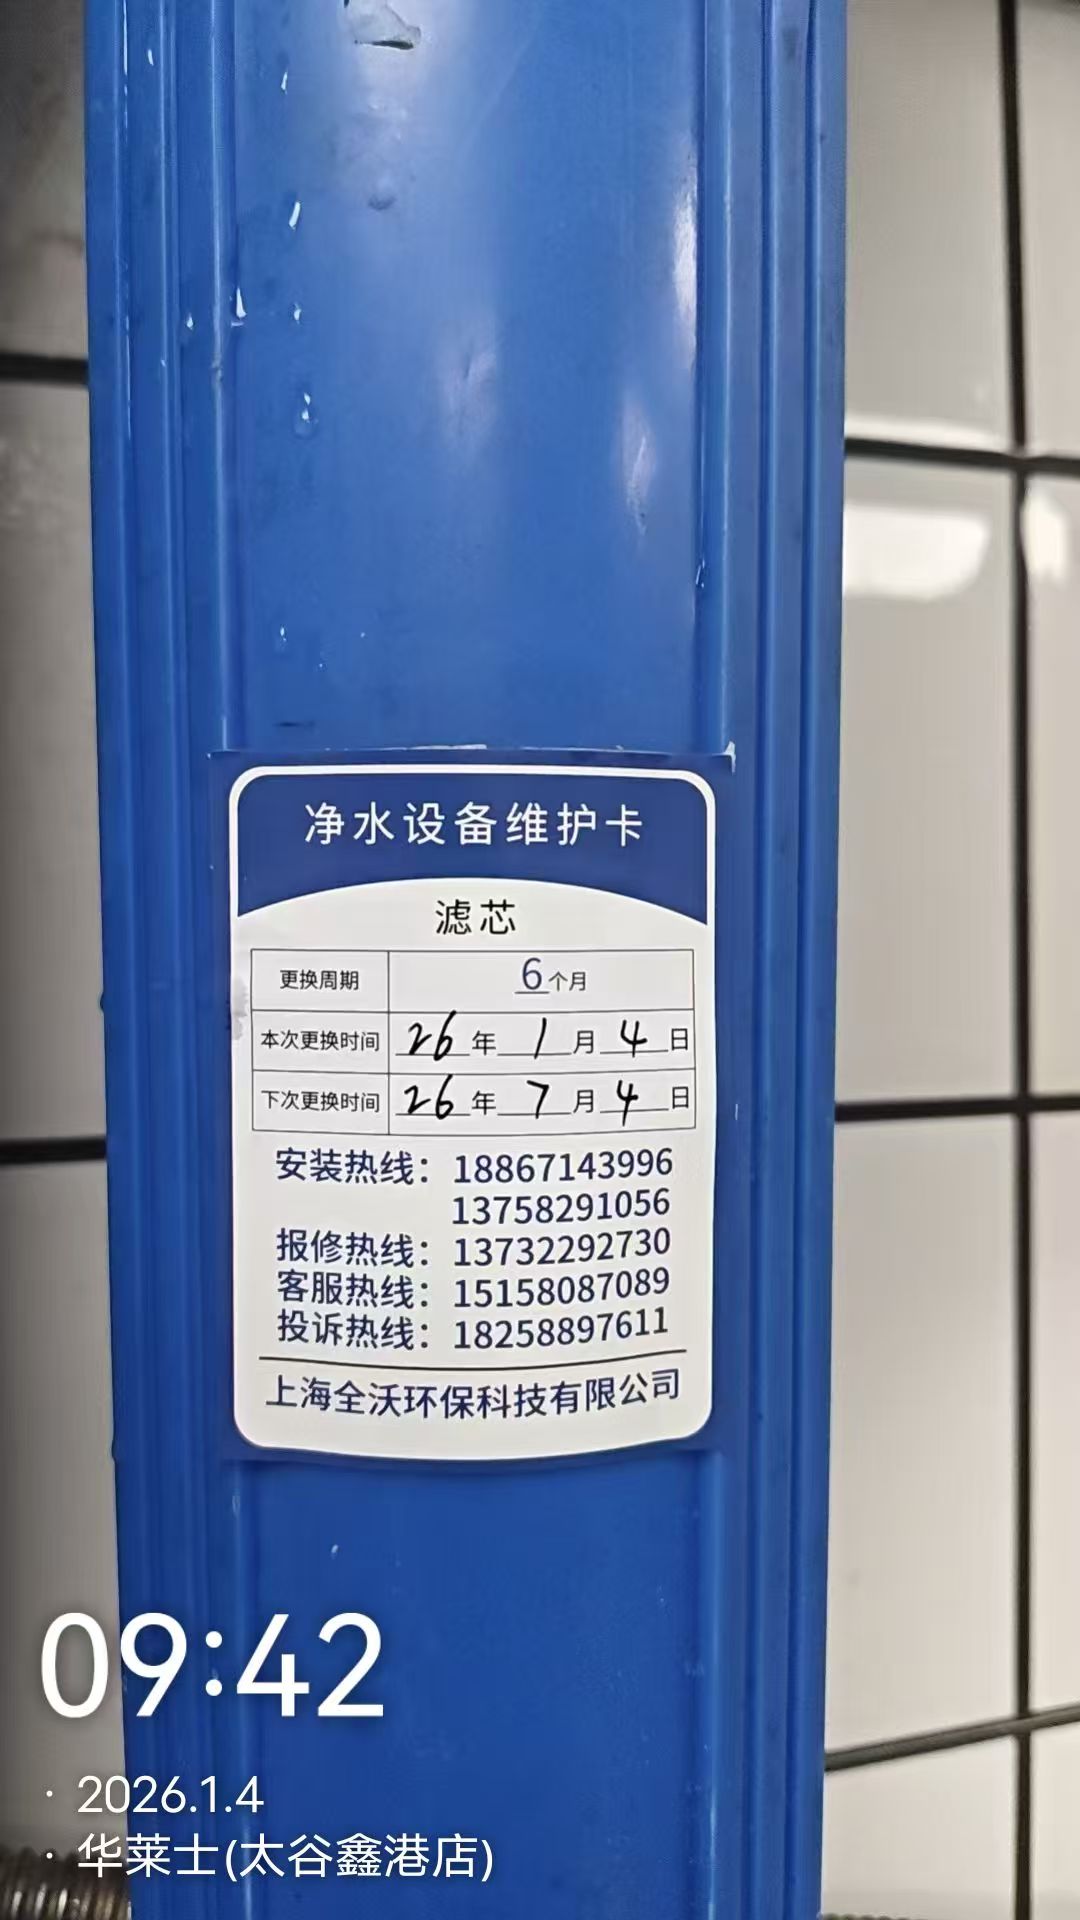 净水设备维护卡
滤芯
更换周期 6个月
本次更换时间 26年1月4日
下次更换时间 26年7月4日
安装热线：18867143996
13758291056
报修热线：13732292730
客服热线：15158087089
投诉热线：18258897611
上海全沃环保科技有限公司
09:42
· 2026.1.4
· 华莱士(太谷鑫港店)